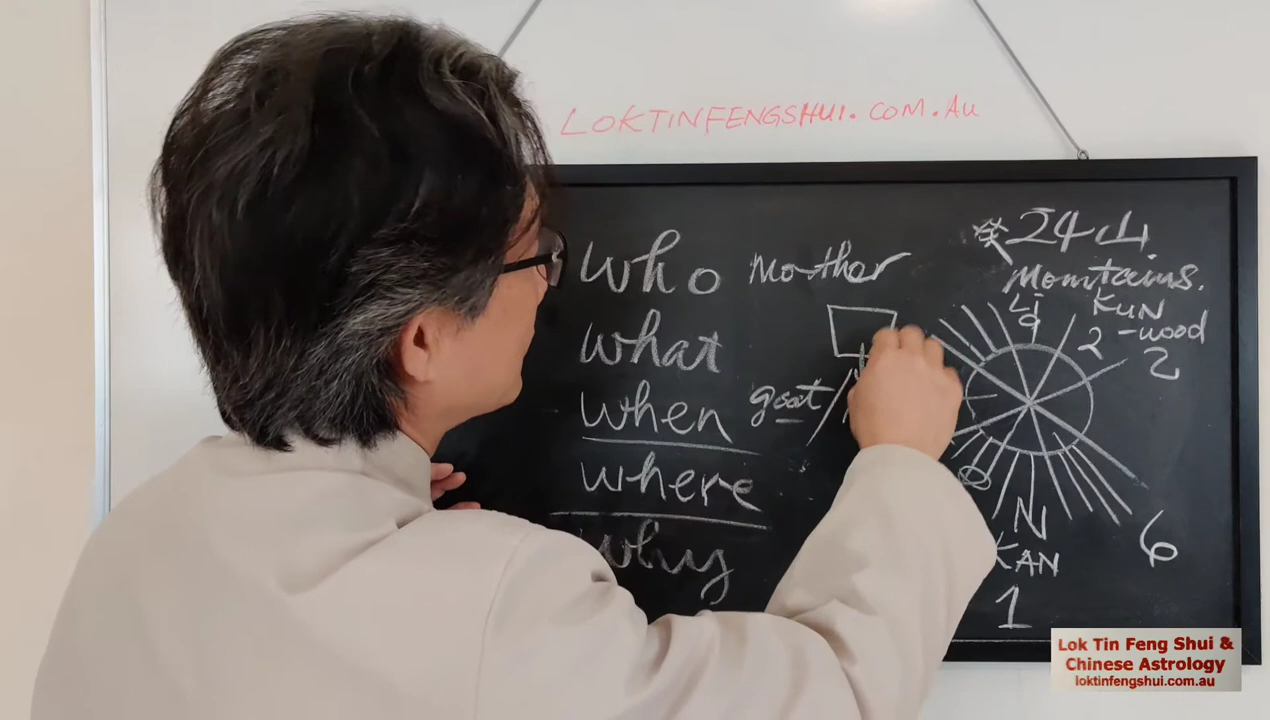 LOKTINFENGSHUI.COM.Au
who mother
what
when goat/
where
why
24山
Mountains.
Li KUN
9 2 -wood
2
N
KAN
6
1
Lok Tin Feng Shui &
Chinese Astrology
loktinfengshui.com.au